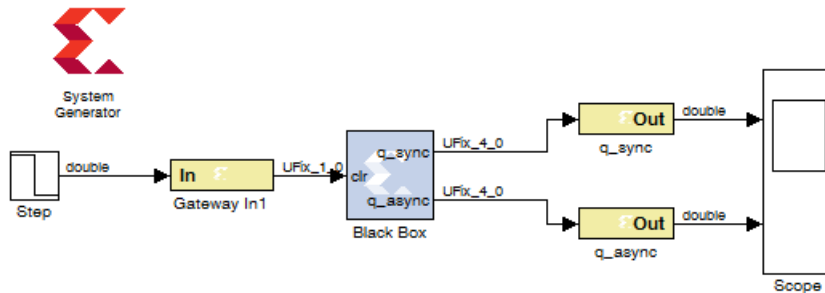 System
Generator
double
Step
In
Gateway In1
UFix_1_0
clr
q_sync
q_async
Black Box
UFix_4_0
UFix_4_0
Out
q_sync
double
Out
q_async
double
Scope